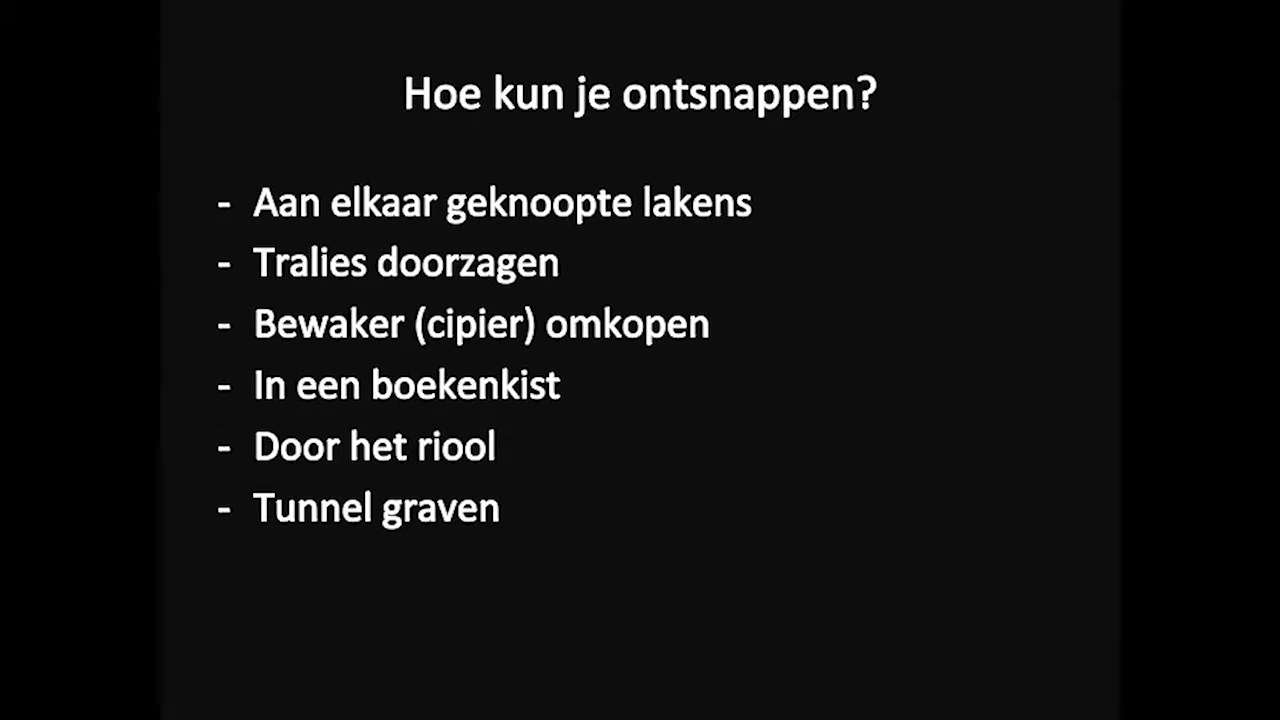 Hoe kun je ontsnappen?
- Aan elkaar geknoopte lakens
- Tralies doorzagen
- Bewaker (cipier) omkopen
- In een boekenkist
- Door het riool
- Tunnel graven